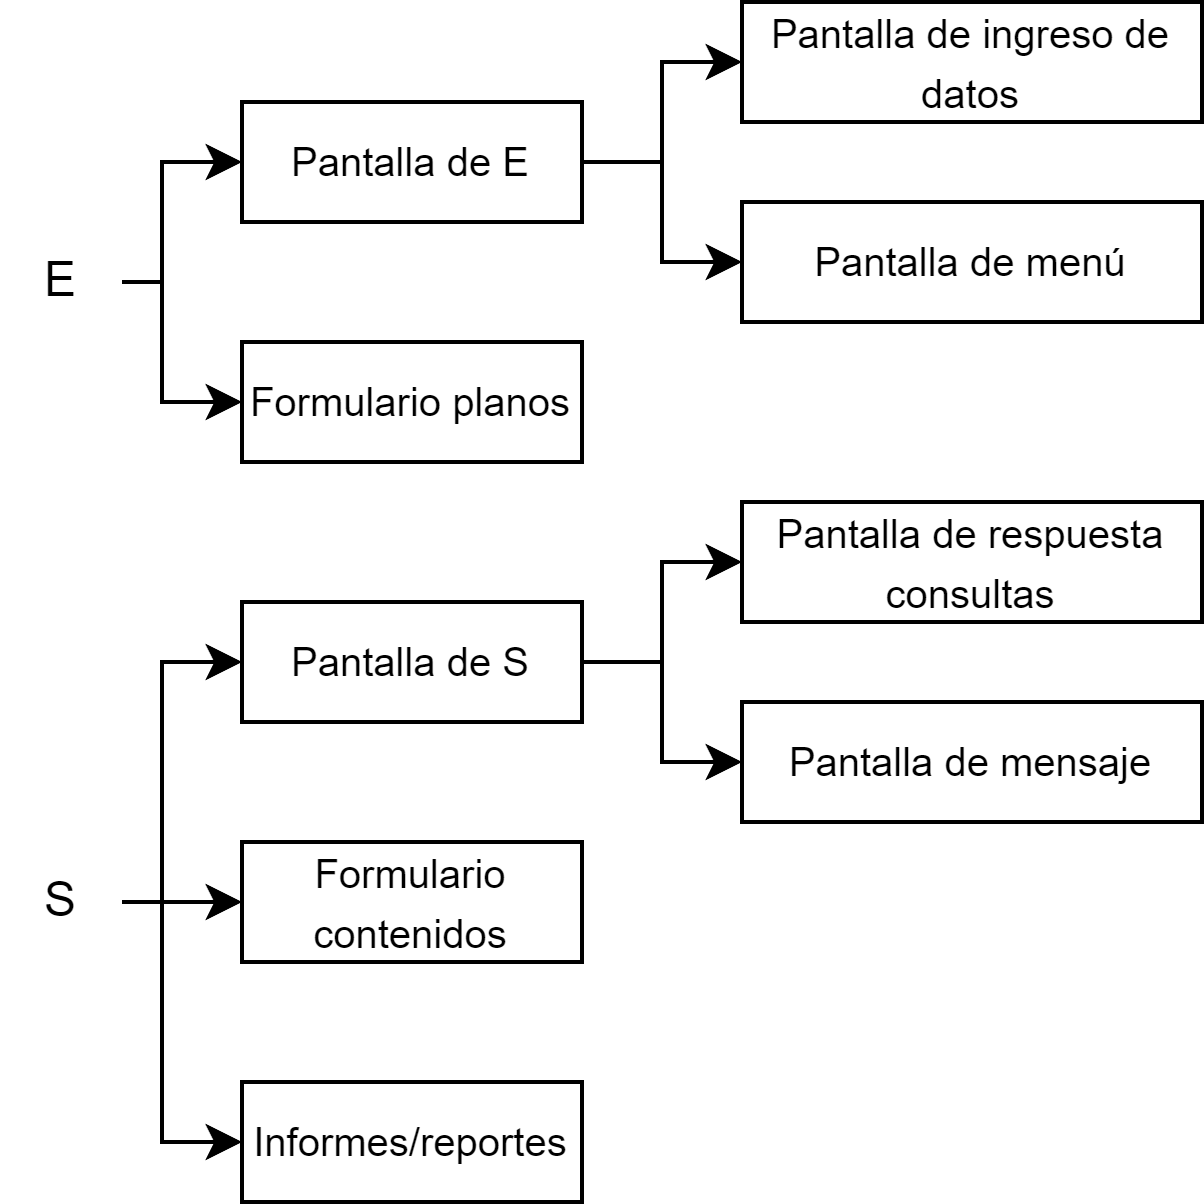 Pantalla de ingreso de
datos
Pantalla de E
Pantalla de menú
E
Formulario planos
Pantalla de respuesta
consultas
Pantalla de S
Pantalla de mensaje
S
Formulario
contenidos
Informes/reportes